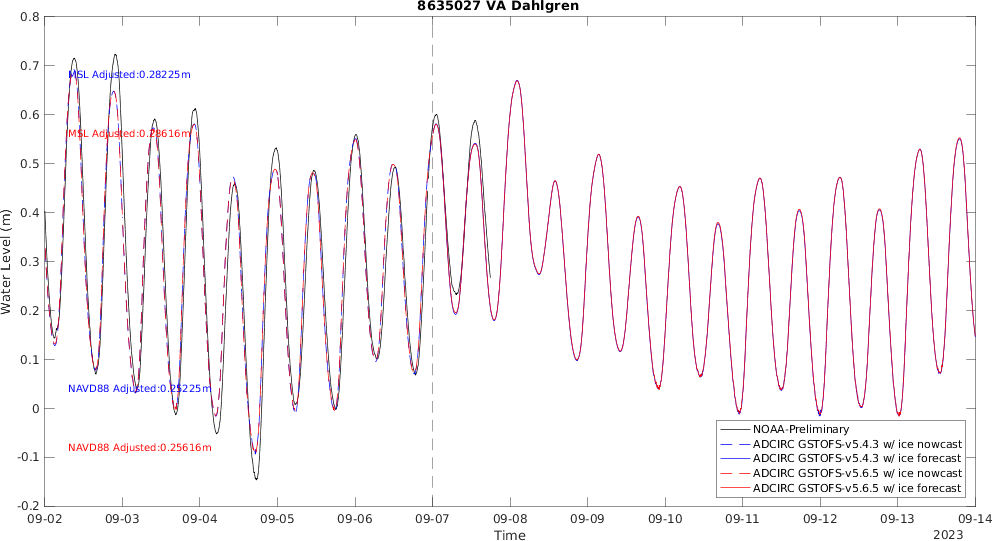 8635027 VA Dahlgren
0.8
0.7
0.6
0.5
0.4
0.3
0.2
0.1
0
-0.1
-0.2
Water Level (m)
MSL Adjusted:0.28225m
MSL Adjusted:0.28616m
NAVD88 Adjusted:0.25225m
NAVD88 Adjusted:0.25616m
NOAA-Preliminary
ADCIRC GSTOFS-v5.4.3 w/ ice nowcast
ADCIRC GSTOFS-v5.4.3 w/ ice forecast
ADCIRC GSTOFS-v5.6.5 w/ ice nowcast
ADCIRC GSTOFS-v5.6.5 w/ ice forecast
09-02 09-03 09-04 09-05 09-06 09-07 09-08 09-09 09-10 09-11 09-12 09-13 09-14
Time
2023